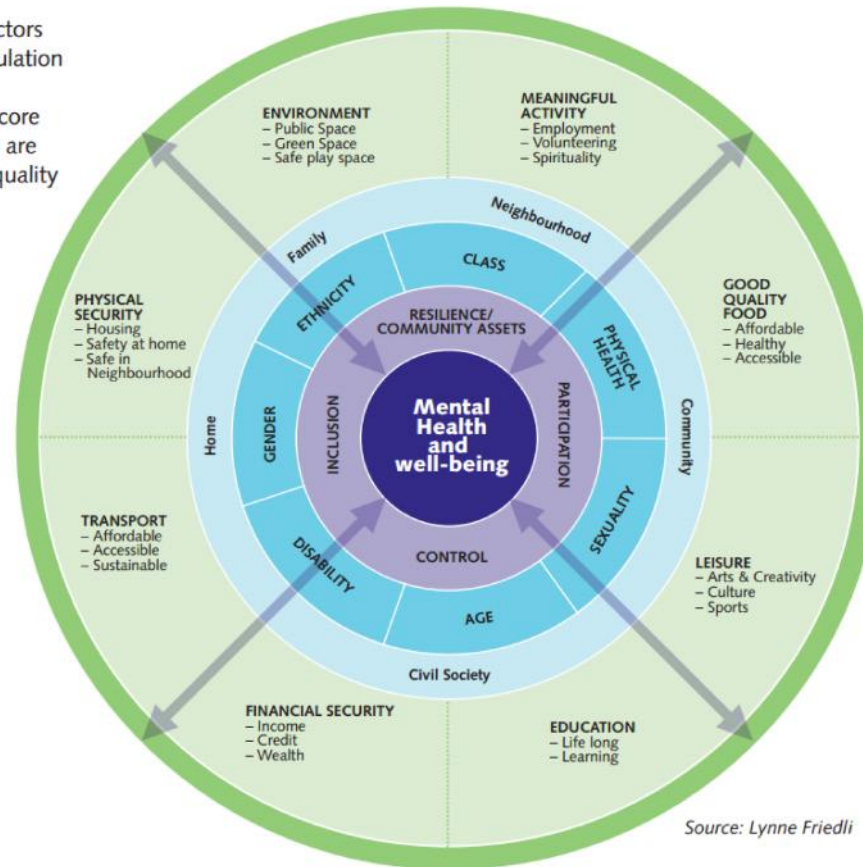 ctors
ulation
core
are
quality
ENVIRONMENT
– Public Space
– Green Space
– Safe play space
MEANINGFUL
ACTIVITY
– Employment
– Volunteering
– Spirituality
PHYSICAL
SECURITY
– Housing
– Safety at home
– Safe in
Neighbourhood
GOOD
QUALITY
FOOD
– Affordable
– Healthy
– Accessible
TRANSPORT
– Affordable
– Accessible
– Sustainable
LEISURE
– Arts & Creativity
– Culture
– Sports
FINANCIAL SECURITY
– Income
– Credit
– Wealth
EDUCATION
– Life long
– Learning
Family
Neighbourhood
Home
Community
Civil Society
ETHNICITY
CLASS
PHYSICAL
HEALTH
GENDER
SEXUALITY
DISABILITY
AGE
RESILIENCE/
COMMUNITY ASSETS
INCLUSION
PARTICIPATION
CONTROL
Mental
Health
and
well-being
Source: Lynne Friedli